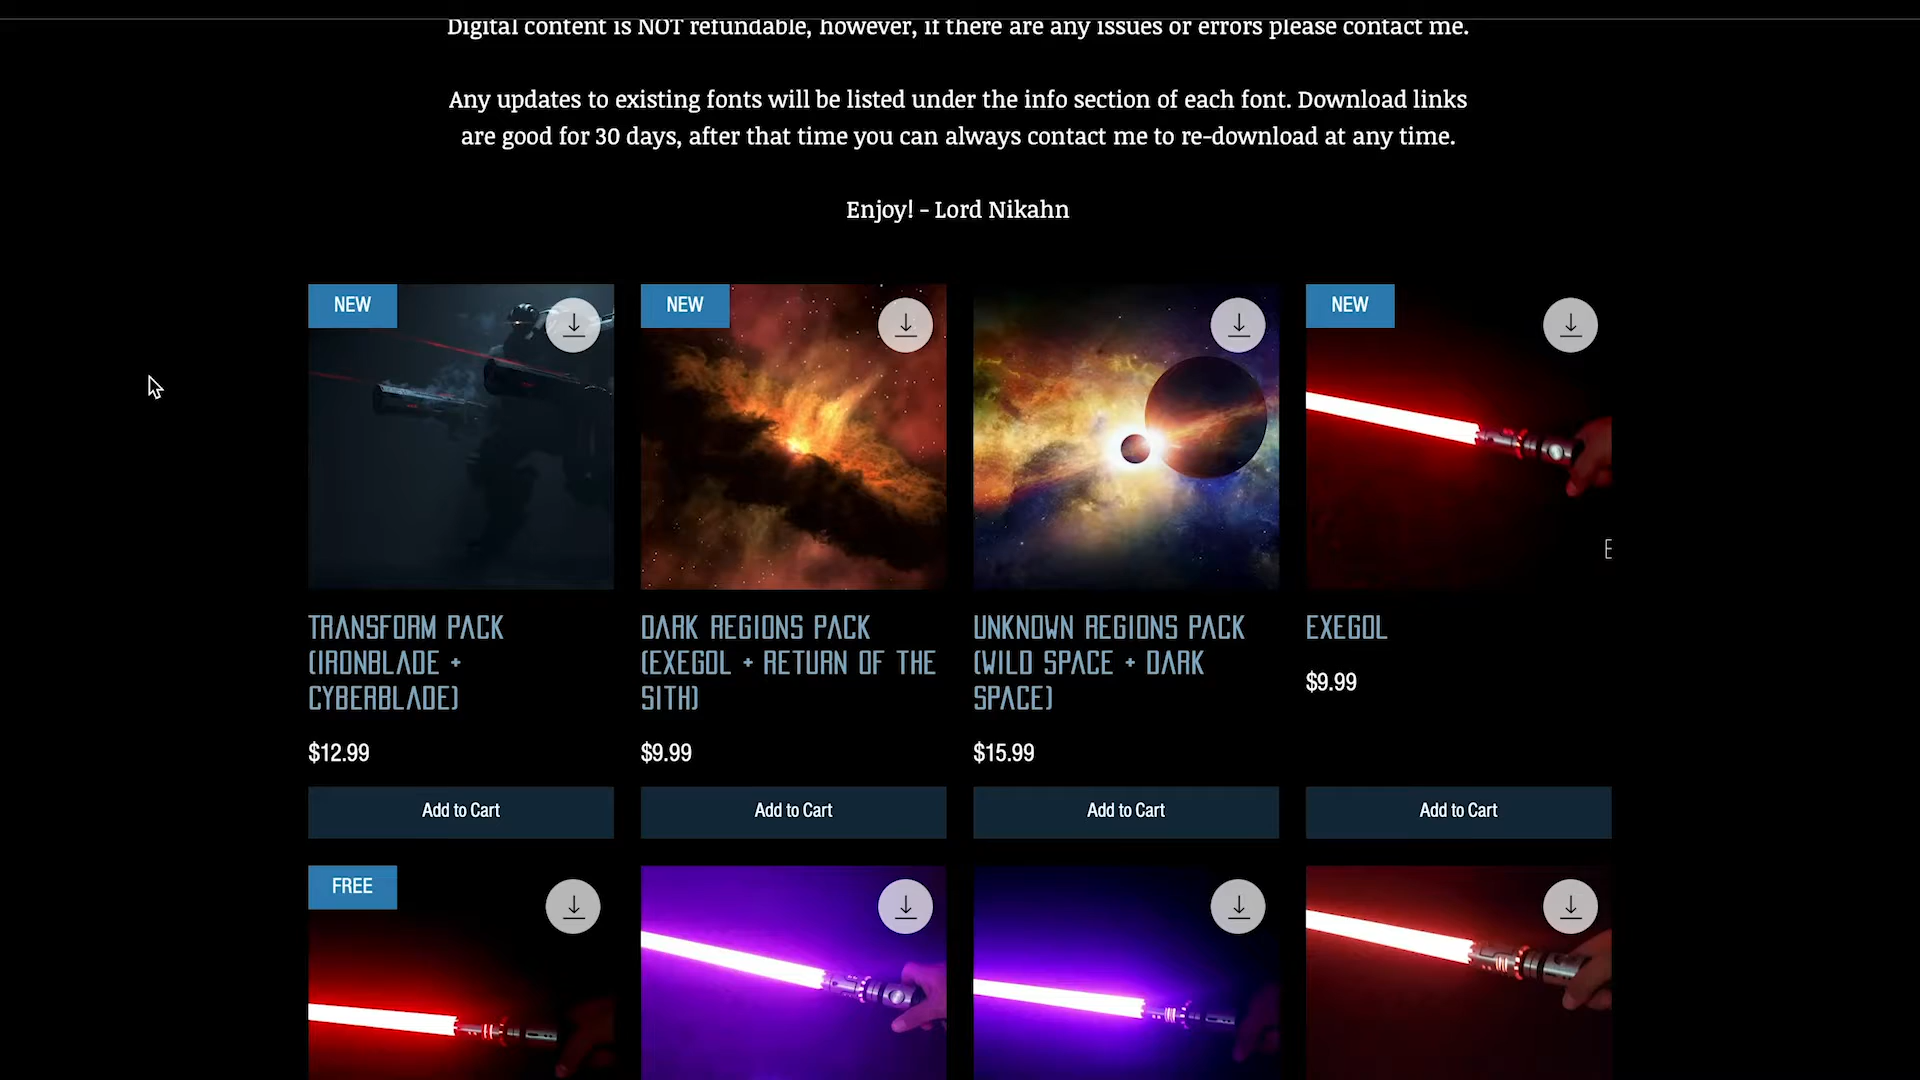 Digital content is NOT refundable, however, if there are any issues or errors please contact me.
Any updates to existing fonts will be listed under the info section of each font. Download links
are good for 30 days, after that time you can always contact me to re-download at any time.
Enjoy! - Lord Nikahn
NEW
NEW
NEW
E
TRANSFORM PACK
(IRONBLADE +
CYBERBLADE)
$12.99
Add to Cart
DARK REGIONS PACK
(EXEGOL + RETURN OF THE
SITH)
$9.99
Add to Cart
UNKNOWN REGIONS PACK
(WILD SPACE + DARK
SPACE)
$15.99
Add to Cart
EXEGOL
$9.99
Add to Cart
FREE